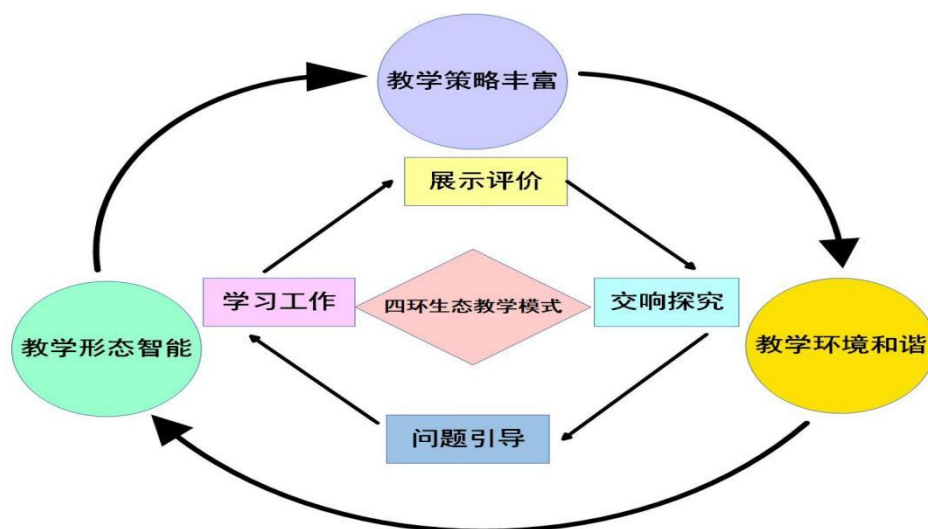 教学策略丰富
展示评价
学习工作
四环生态教学模式
交响探究
教学形态智能
教学环境和谐
问题引导